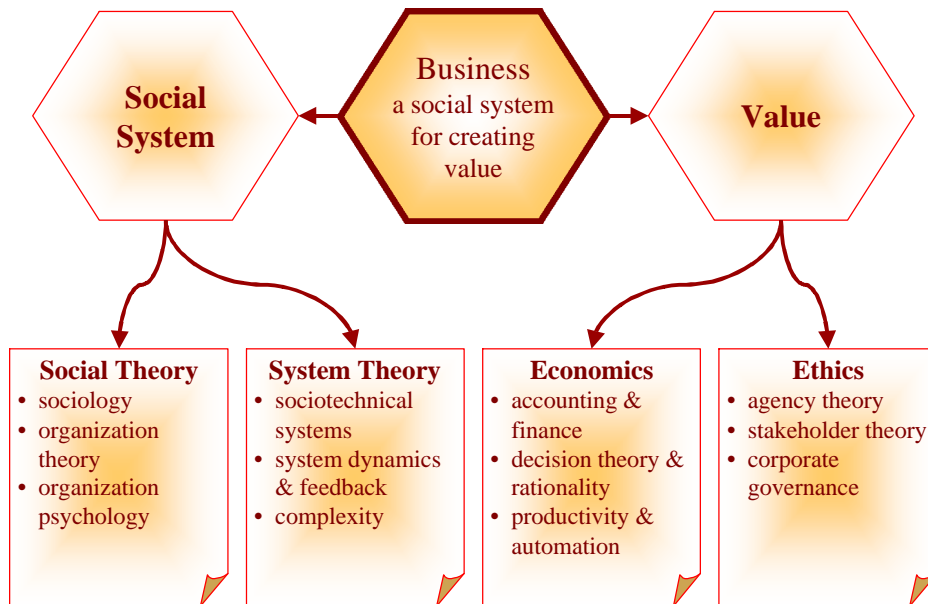 Social
System
Business
a social system
for creating
value
Value
Social Theory
• sociology
• organization
theory
• organization
psychology
System Theory
• sociotechnical
systems
• system dynamics
& feedback
• complexity
Economics
• accounting &
finance
• decision theory &
rationality
• productivity &
automation
Ethics
• agency theory
• stakeholder theory
• corporate
governance